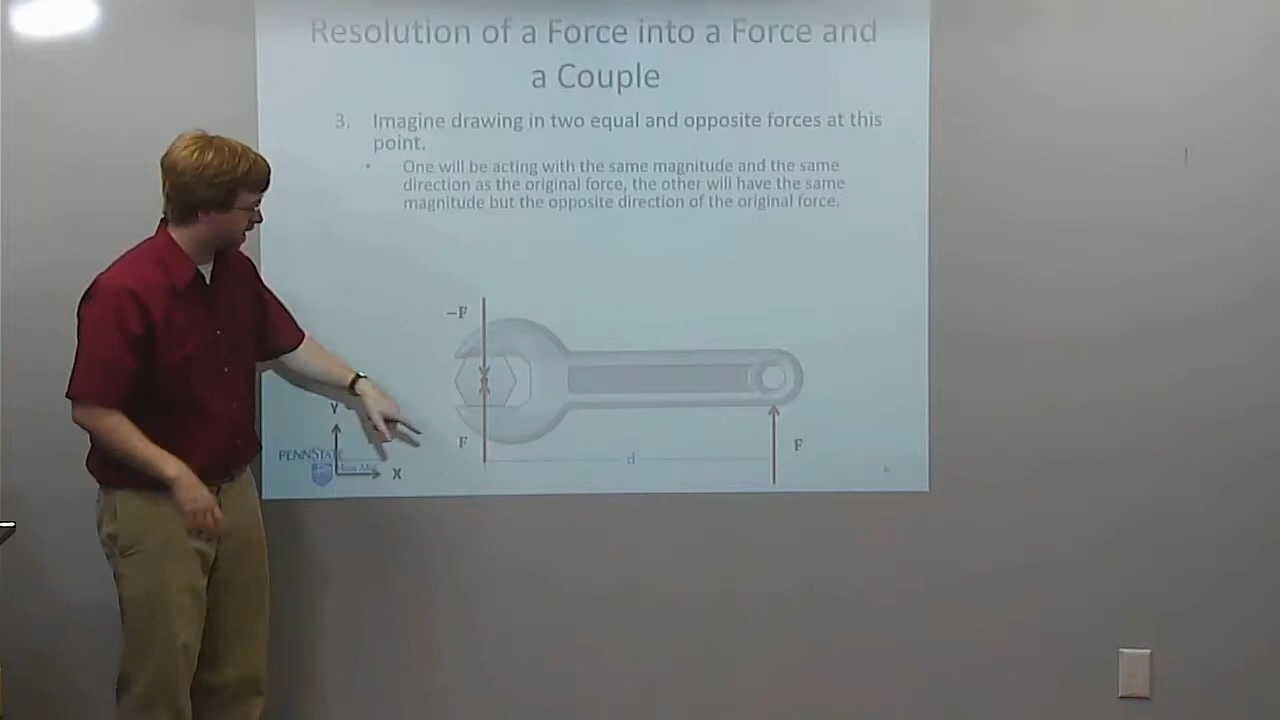 Resolution of a Force into a Force and
a Couple
3. Imagine drawing in two equal and opposite forces at this
point.
• One will be acting with the same magnitude and the same
direction as the original force, the other will have the same
magnitude but the opposite direction of the original force.
−F
Y
F
F
d
PENNSTATE
X